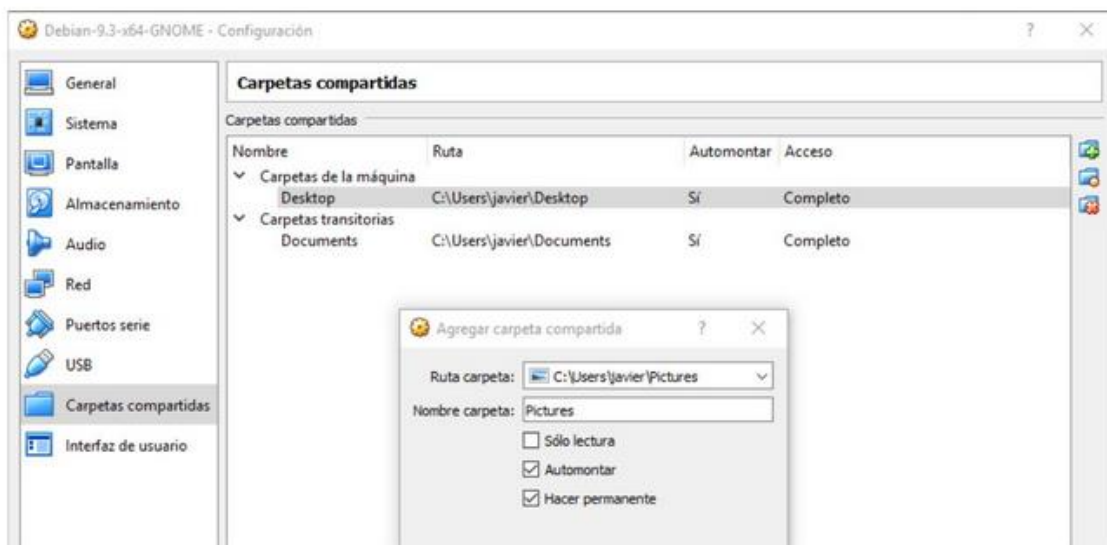 Debian-9.3-x64-GNOME - Configuración
General
Sistema
Pantalla
Almacenamiento
Audio
Red
Puertos serie
USB
Carpetas compartidas
Interfaz de usuario
Carpetas compartidas
Carpetas compartidas
Nombre Ruta Automontar Acceso
Carpetas de la máquina
Desktop C:\Users\javier\Desktop Sí Completo
Carpetas transitorias
Documents C:\Users\javier\Documents Sí Completo
Agregar carpeta compartida
Ruta carpeta: C:\Users\javier\Pictures
Nombre carpeta: Pictures
Sólo lectura
Automontar
Hacer permanente